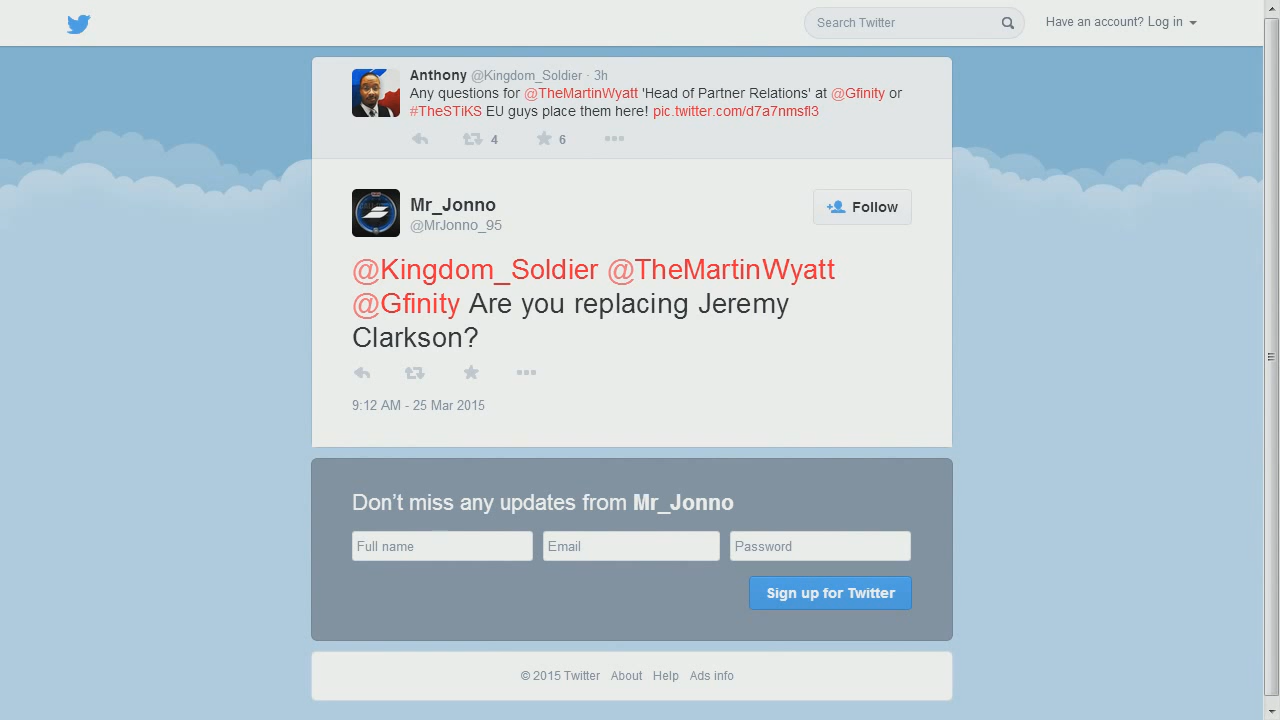 Search Twitter
Have an account? Log in
Anthony @Kingdom_Soldier · 3h
Any questions for @TheMartinWyatt 'Head of Partner Relations' at @Gfinity or
#TheSTiKS EU guys place them here! pic.twitter.com/d7a7nmsfl3
4 6
Mr_Jonno
@MrJonno_95
Follow
@Kingdom_Soldier @TheMartinWyatt
@Gfinity Are you replacing Jeremy
Clarkson?
9:12 AM - 25 Mar 2015
Don’t miss any updates from Mr_Jonno
Full name Email Password
Sign up for Twitter
© 2015 Twitter About Help Ads info